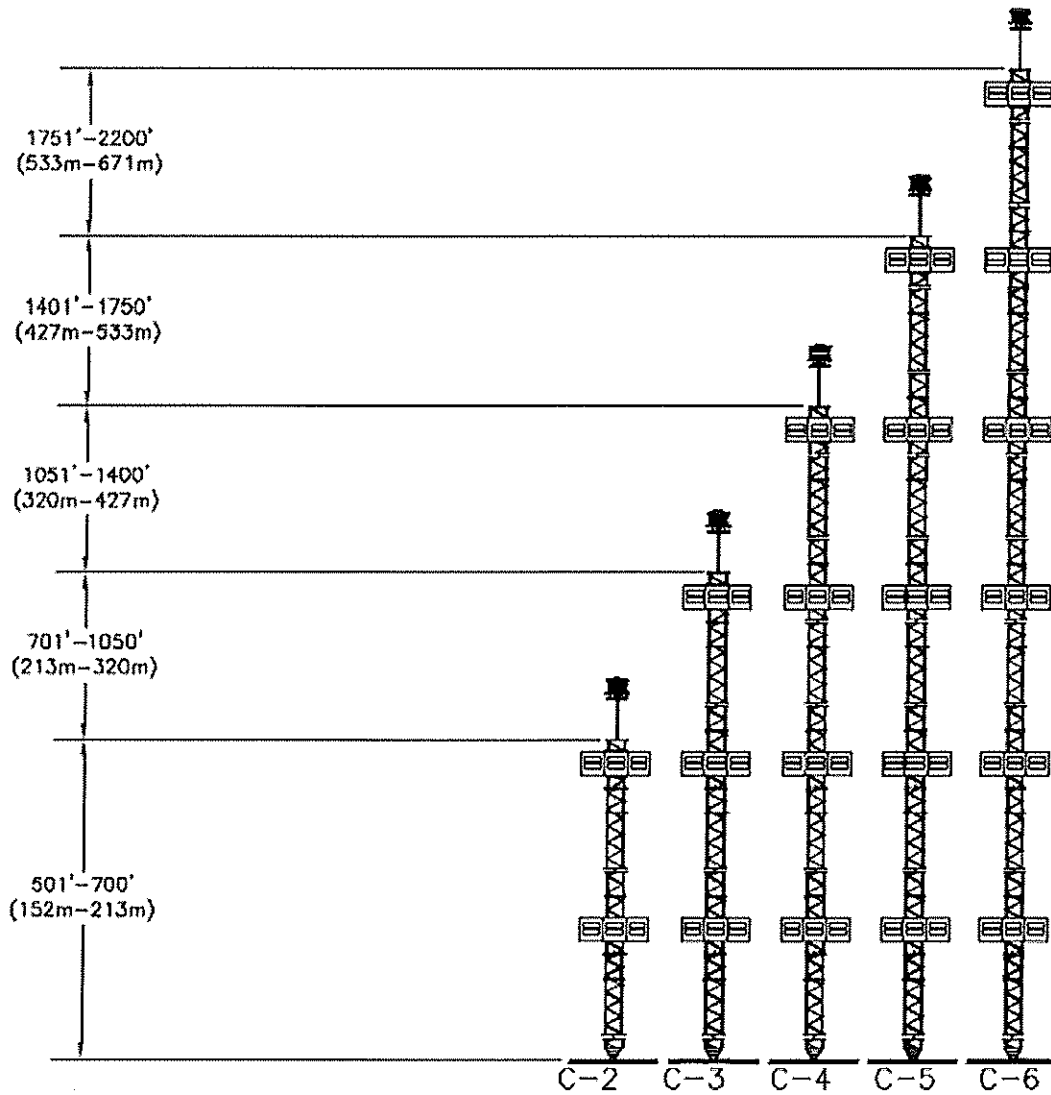 1751'-2200'
(533m-671m)
1401'-1750'
(427m-533m)
1051'-1400'
(320m-427m)
701'-1050'
(213m-320m)
501'-700'
(152m-213m)
C-2 C-3 C-4 C-5 C-6